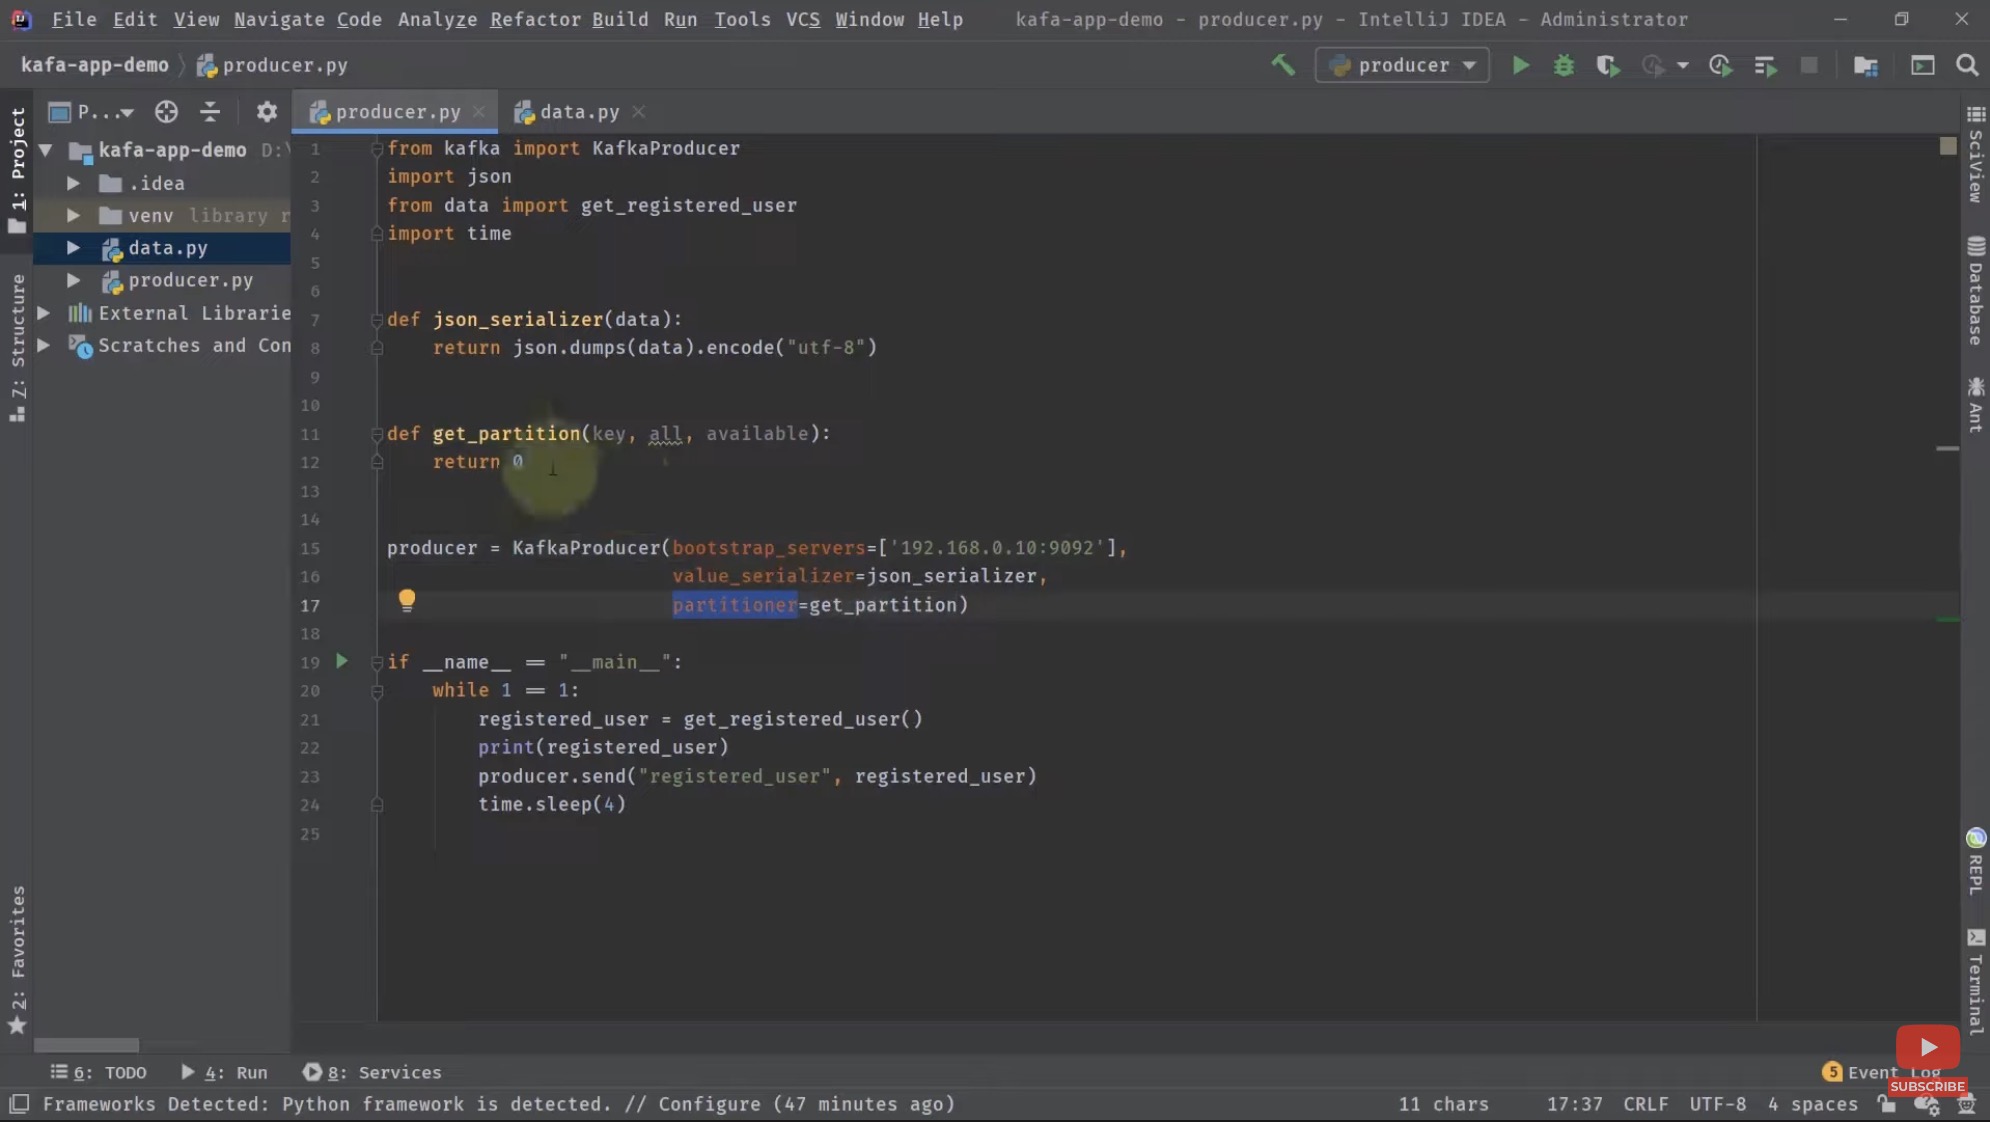 File Edit View Navigate Code Analyze Refactor Build Run Tools VCS Window Help kafa-app-demo - producer.py - IntelliJ IDEA - Administrator
kafa-app-demo producer.py producer
P... producer.py data.py
1: Project
Z: Structure
2: Favorites
kafa-app-demo D:\
.idea
venv library r
data.py
producer.py
External Librarie
Scratches and Con
1 from kafka import KafkaProducer
2 import json
3 from data import get_registered_user
4 import time
5
6
7 def json_serializer(data):
8 return json.dumps(data).encode("utf-8")
9
10
11 def get_partition(key, all, available):
12 return 0
13
14
15 producer = KafkaProducer(bootstrap_servers=['192.168.0.10:9092'],
16 value_serializer=json_serializer,
17 partitioner=get_partition)
18
19 if __name__ == "__main__":
20 while 1 == 1:
21 registered_user = get_registered_user()
22 print(registered_user)
23 producer.send("registered_user", registered_user)
24 time.sleep(4)
25
SciView
Database
Ant
REPL
Terminal
6: TODO 4: Run 8: Services 5 Event Log
SUBSCRIBE
Frameworks Detected: Python framework is detected. // Configure (47 minutes ago) 11 chars 17:37 CRLF UTF-8 4 spaces